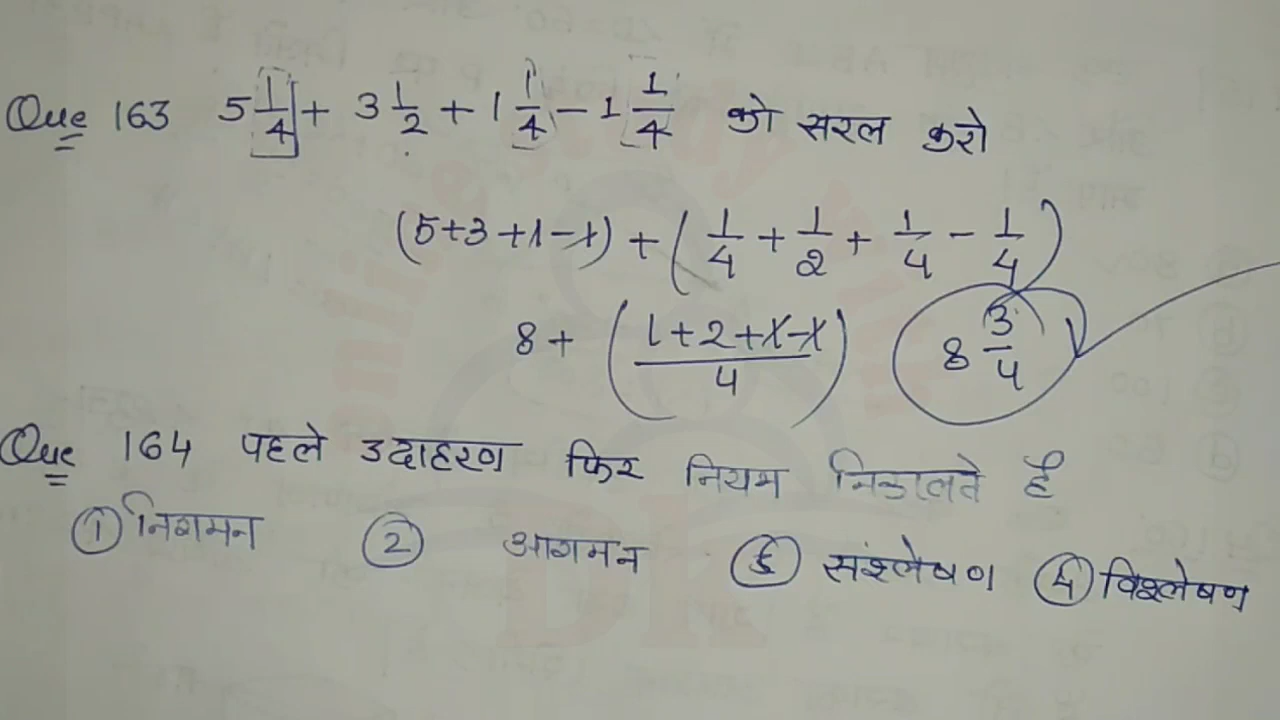 Que 163 5 1/4 + 3 1/2 + 1 1/4 - 1 1/4 को सरल करो
(5+3+1-1) + (1/4 + 1/2 + 1/4 - 1/4)
8 + (1+2+1-1/4) 8 3/4
Que 164 पहले उदाहरण फिर नियम निकालते है
① निगमन ② आगमन ③ संश्लेषण ④ विश्लेषण